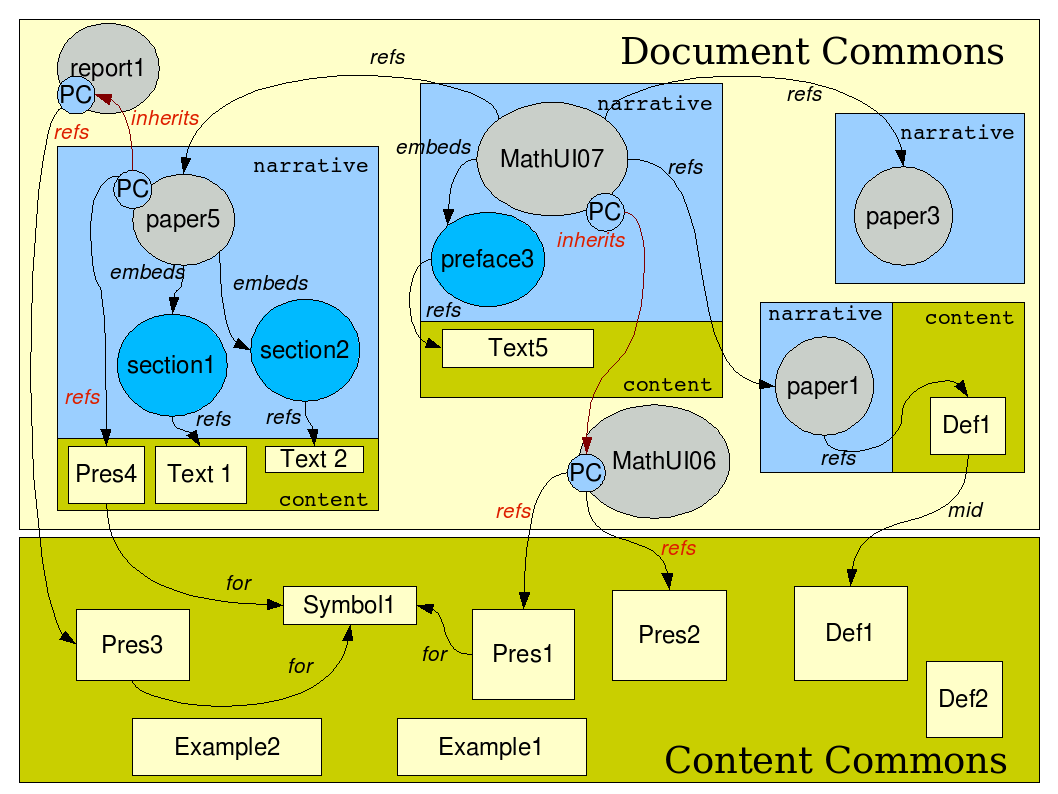 Document Commons
report1
PC
refs
inherits
refs
narrative
PC
paper5
embeds
embeds
section1
section2
refs
refs
refs
Pres4
Text 1
Text 2
content
narrative
embeds
MathUI07
refs
PC
inherits
preface3
refs
Text5
content
refs
narrative
paper3
narrative
content
paper1
Def1
refs
mid
PC
MathUI06
refs
refs
for
Symbol1
Pres3
for
for
Pres1
Pres2
Def1
Def2
Example2
Example1
Content Commons